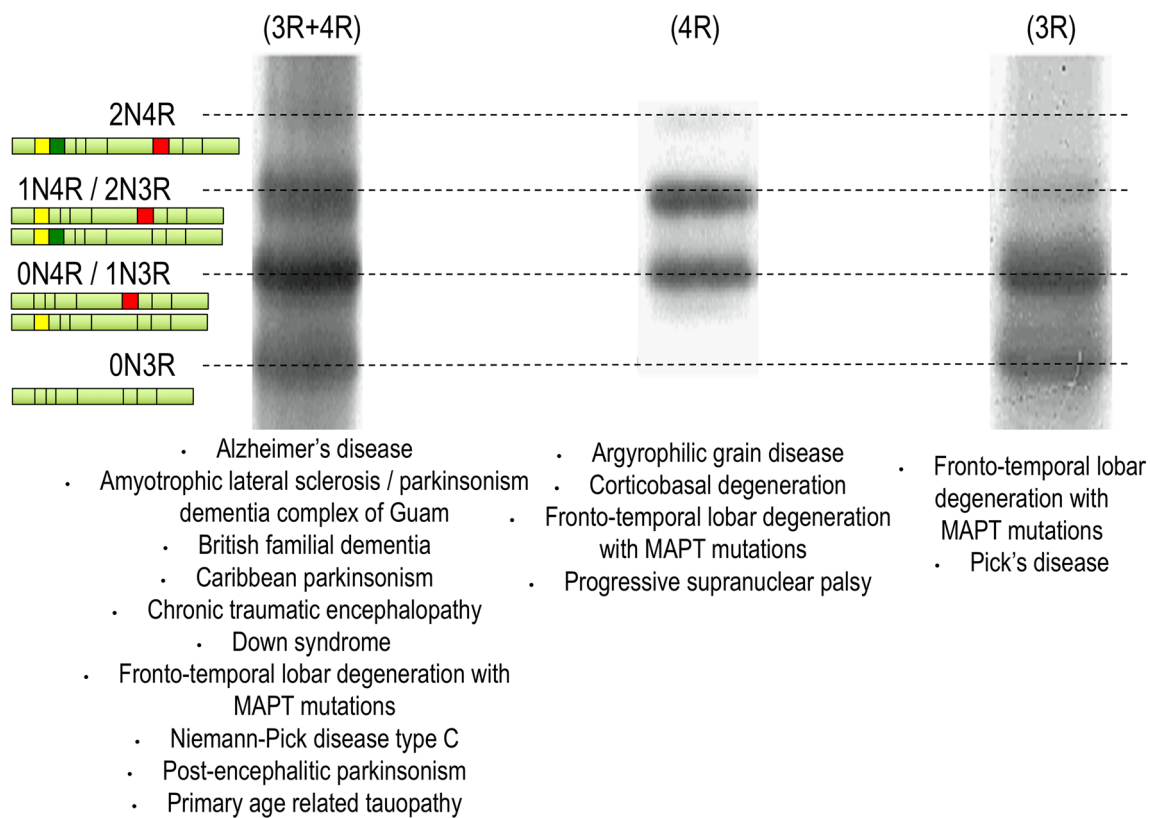 (3R+4R)
(4R)
(3R)
2N4R
1N4R / 2N3R
0N4R / 1N3R
0N3R
• Alzheimer’s disease
• Amyotrophic lateral sclerosis / parkinsonism
dementia complex of Guam
• British familial dementia
• Caribbean parkinsonism
• Chronic traumatic encephalopathy
• Down syndrome
• Fronto-temporal lobar degeneration with
MAPT mutations
• Niemann-Pick disease type C
• Post-encephalitic parkinsonism
• Primary age related tauopathy
• Argyrophilic grain disease
• Corticobasal degeneration
• Fronto-temporal lobar degeneration
with MAPT mutations
• Progressive supranuclear palsy
• Fronto-temporal lobar
degeneration with
MAPT mutations
• Pick’s disease